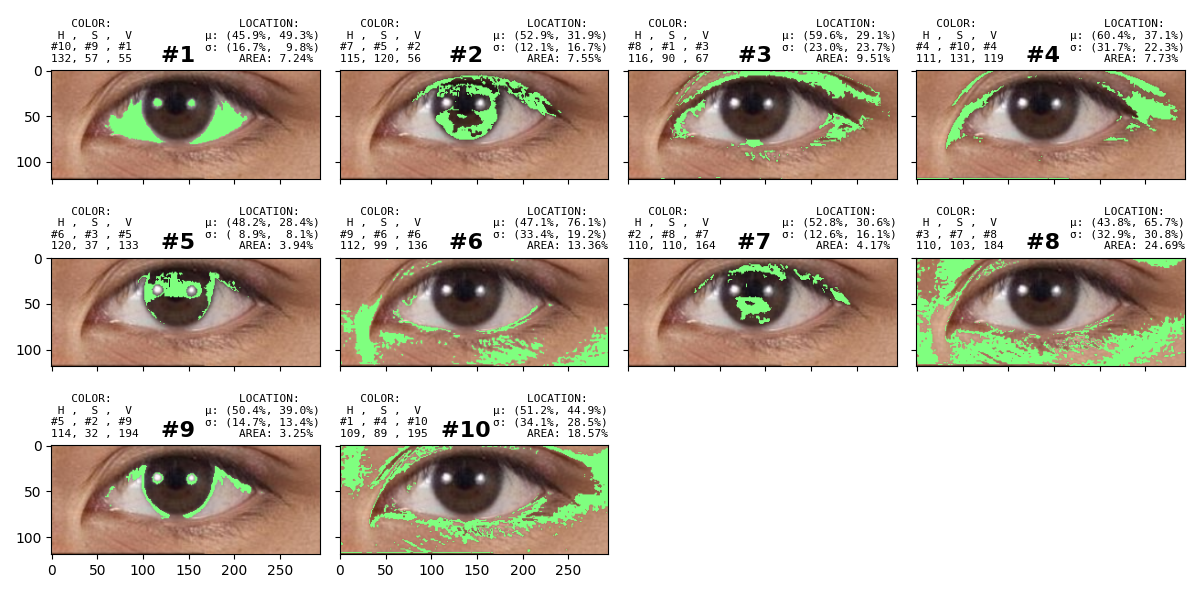 COLOR: LOCATION:
H , S , V μ: (45.9%, 49.3%)
#10, #9 , #1 #1 σ: (16.7%, 9.8%)
132, 57 , 55 AREA: 7.24%
COLOR: LOCATION:
H , S , V μ: (52.9%, 31.9%)
#7 , #5 , #2 #2 σ: (12.1%, 16.7%)
115, 120, 56 AREA: 7.55%
COLOR: LOCATION:
H , S , V μ: (59.6%, 29.1%)
#8 , #1 , #3 #3 σ: (23.0%, 23.7%)
116, 90 , 67 AREA: 9.51%
COLOR: LOCATION:
H , S , V μ: (60.4%, 37.1%)
#4 , #10, #4 #4 σ: (31.7%, 22.3%)
111, 131, 119 AREA: 7.73%
0
50
100
COLOR: LOCATION:
H , S , V μ: (48.2%, 28.4%)
#6 , #3 , #5 #5 σ: ( 8.9%, 8.1%)
120, 37 , 133 AREA: 3.94%
COLOR: LOCATION:
H , S , V μ: (47.1%, 76.1%)
#9 , #6 , #6 #6 σ: (33.4%, 19.2%)
112, 99 , 136 AREA: 13.36%
COLOR: LOCATION:
H , S , V μ: (52.8%, 30.6%)
#2 , #8 , #7 #7 σ: (12.6%, 16.1%)
110, 110, 164 AREA: 4.17%
COLOR: LOCATION:
H , S , V μ: (43.8%, 65.7%)
#3 , #7 , #8 #8 σ: (32.9%, 30.8%)
110, 103, 184 AREA: 24.69%
0
50
100
COLOR: LOCATION:
H , S , V μ: (50.4%, 39.0%)
#5 , #2 , #9 #9 σ: (14.7%, 13.4%)
114, 32 , 194 AREA: 3.25%
COLOR: LOCATION:
H , S , V μ: (51.2%, 44.9%)
#1 , #4 , #10 #10 σ: (34.1%, 28.5%)
109, 89 , 195 AREA: 18.57%
0
50
100
0 50 100 150 200 250
0 50 100 150 200 250